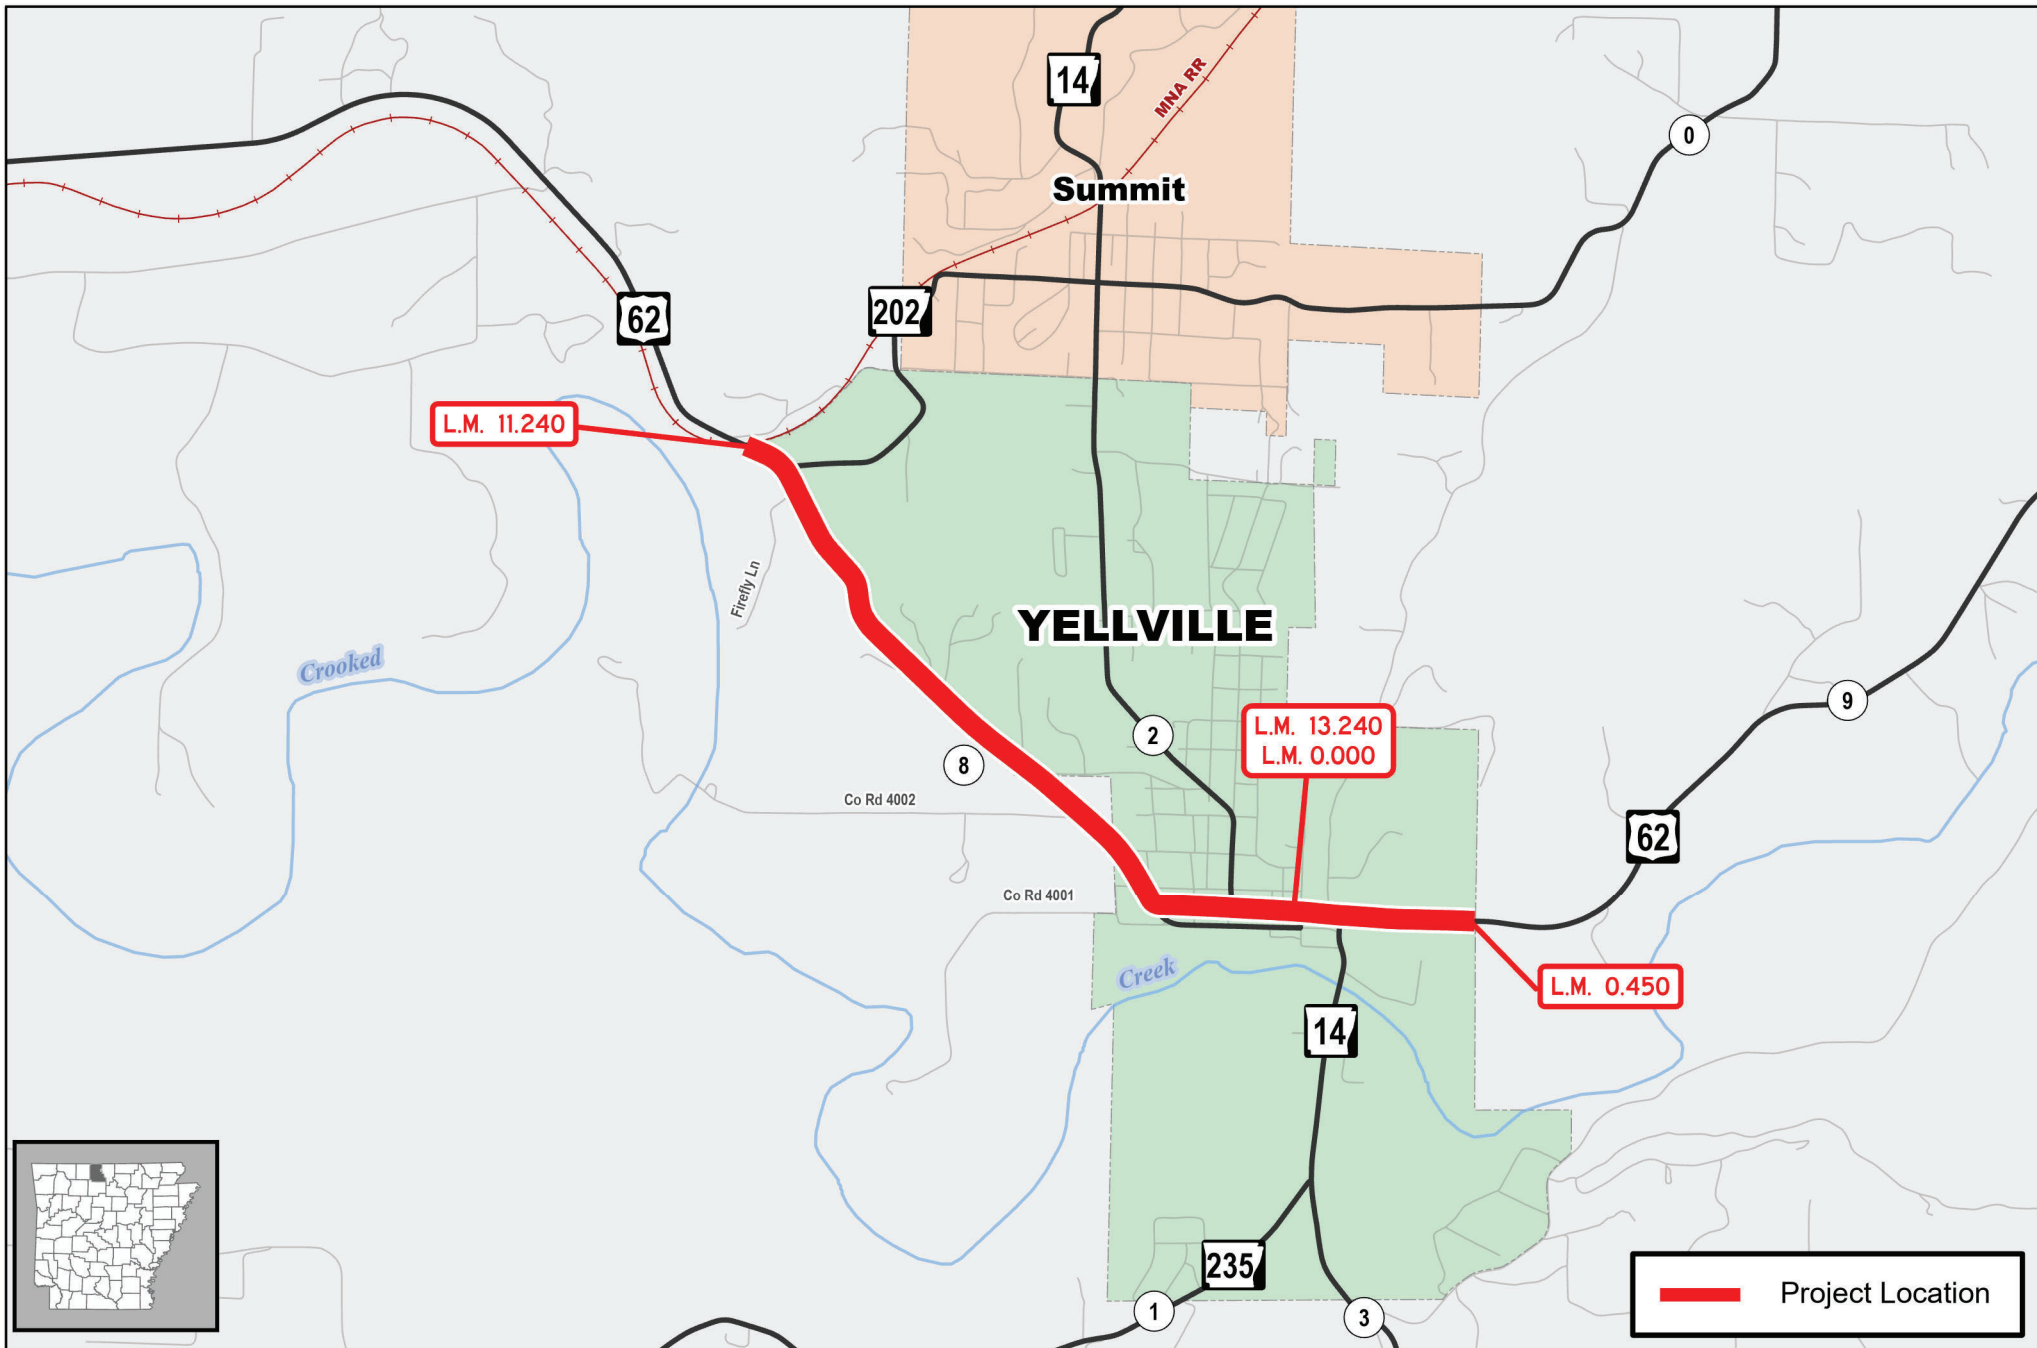 14
MNA RR
0
Summit
202
62
L.M. 11.240
Firefly Ln
YELLVILLE
Crooked
9
2
L.M. 13.240
L.M. 0.000
8
Co Rd 4002
62
Co Rd 4001
Creek
L.M. 0.450
14
235
1
3
Project Location